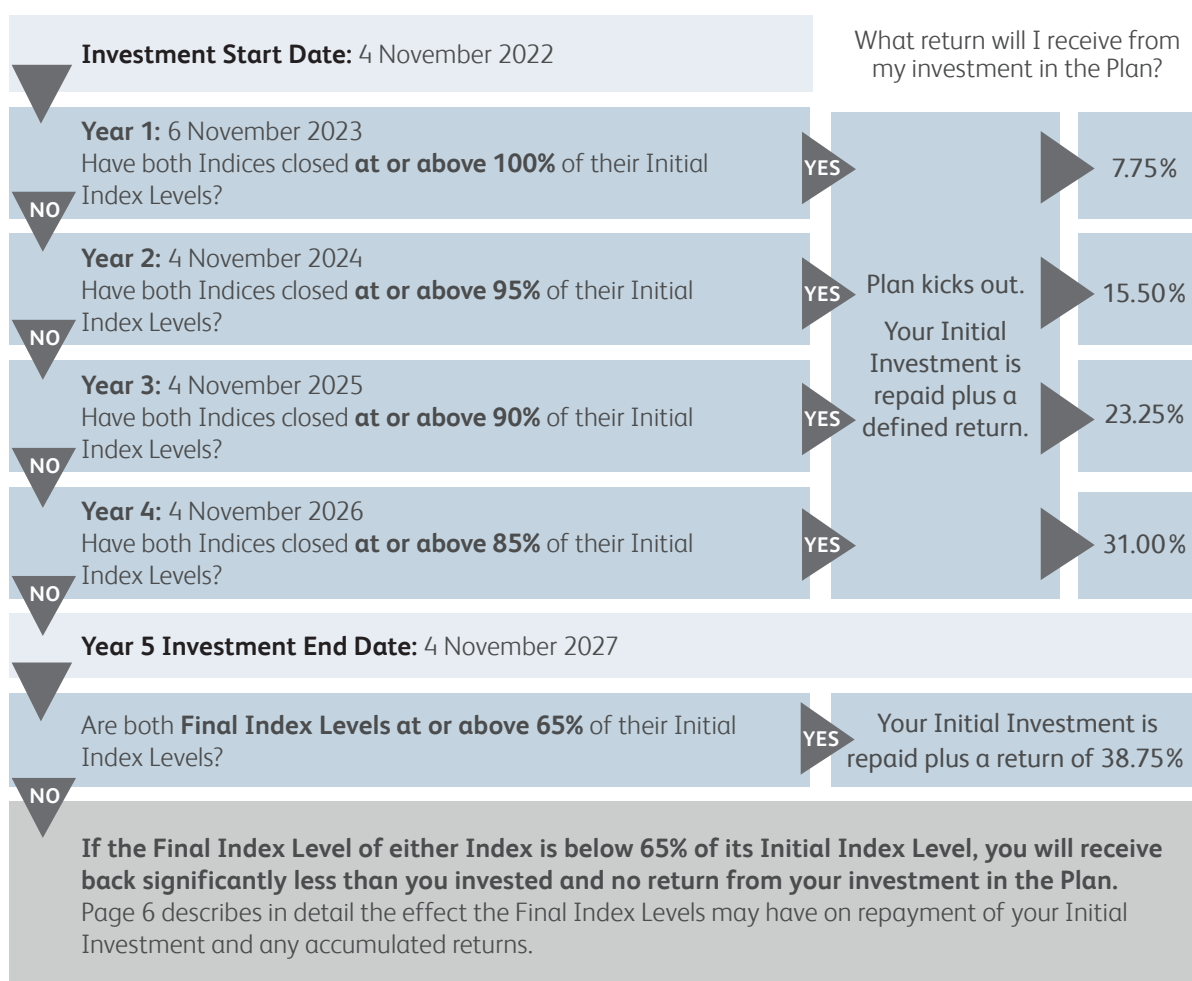 Investment Start Date: 4 November 2022
What return will I receive from
my investment in the Plan?
Year 1: 6 November 2023
Have both Indices closed at or above 100% of their Initial
Index Levels?
YES
7.75%
NO
Year 2: 4 November 2024
Have both Indices closed at or above 95% of their Initial
Index Levels?
YES
Plan kicks out.
Your Initial
Investment is
repaid plus a
defined return.
15.50%
NO
Year 3: 4 November 2025
Have both Indices closed at or above 90% of their Initial
Index Levels?
YES
23.25%
NO
Year 4: 4 November 2026
Have both Indices closed at or above 85% of their Initial
Index Levels?
YES
31.00%
NO
Year 5 Investment End Date: 4 November 2027
Are both Final Index Levels at or above 65% of their Initial
Index Levels?
YES
Your Initial Investment is
repaid plus a return of 38.75%
NO
If the Final Index Level of either Index is below 65% of its Initial Index Level, you will receive
back significantly less than you invested and no return from your investment in the Plan.
Page 6 describes in detail the effect the Final Index Levels may have on repayment of your Initial
Investment and any accumulated returns.